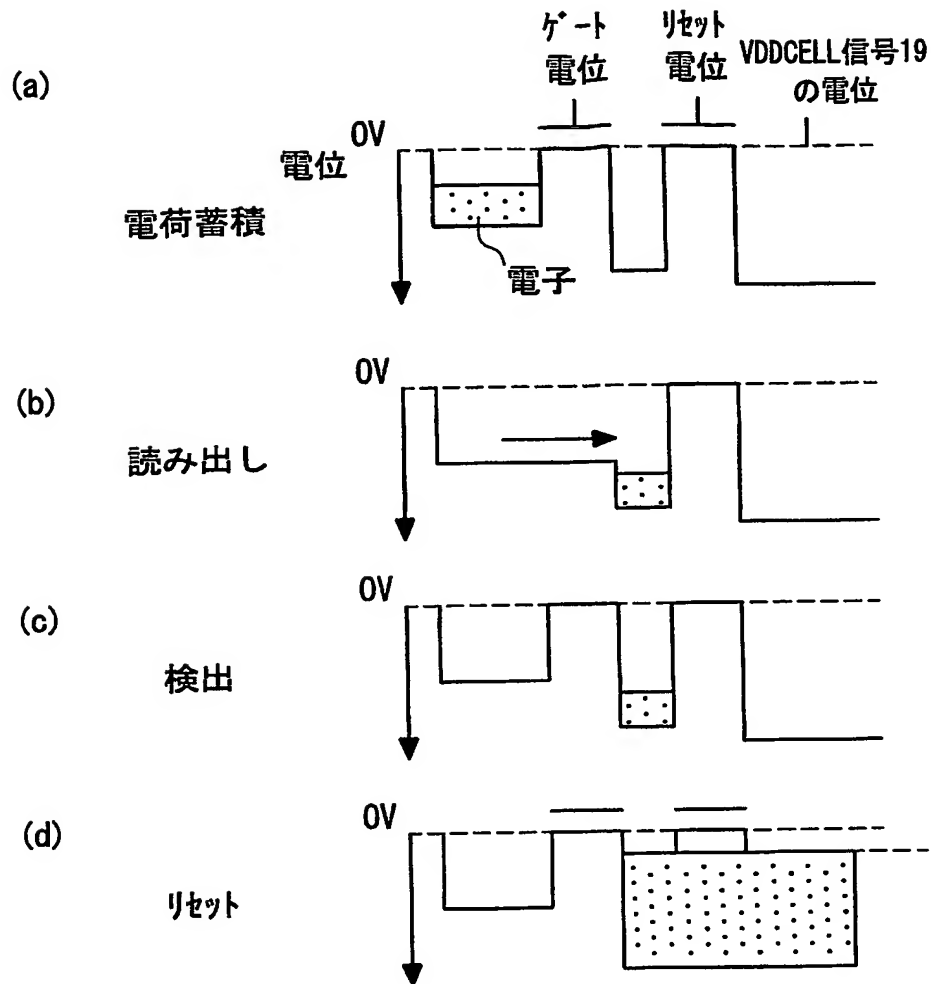 (a)
ゲート
電位
リセット
電位
VDDCELL信号19
の電位
0V
電位
電荷蓄積
電子
(b)
0V
読み出し
(c)
0V
検出
(d)
0V
リセット